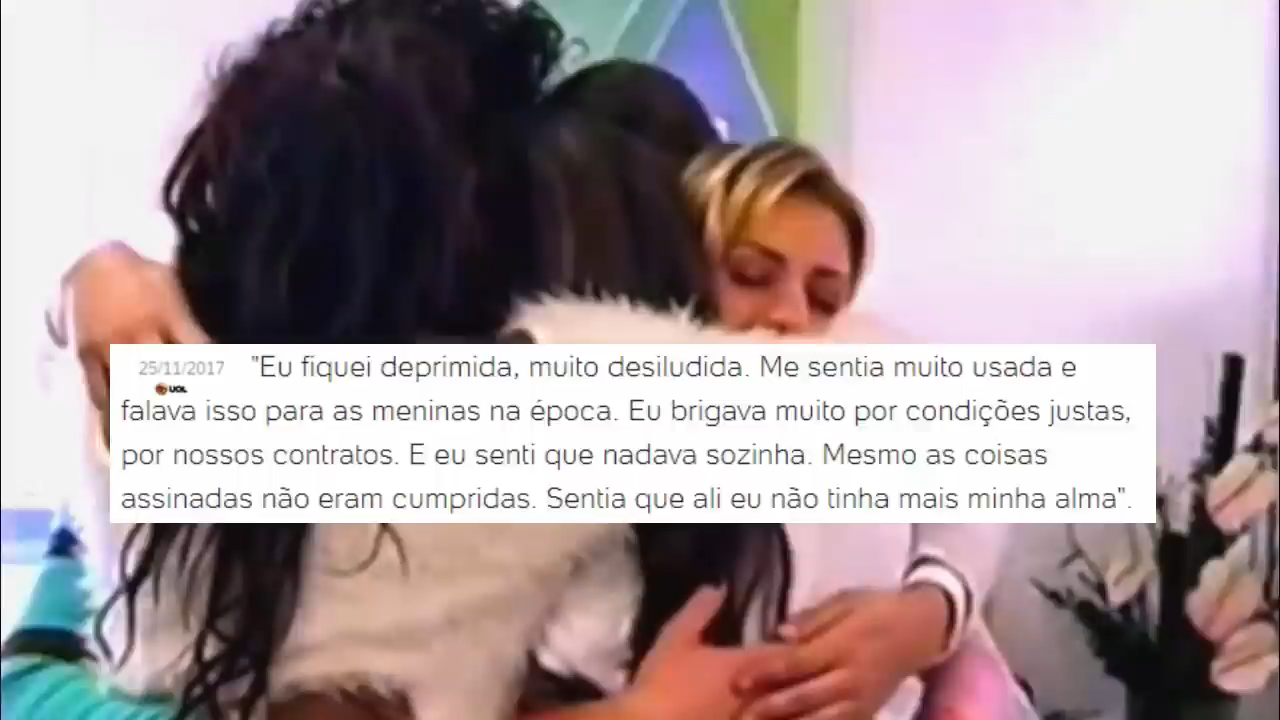 25/11/2017 "Eu fiquei deprimida, muito desiludida. Me sentia muito usada e
UOL
falava isso para as meninas na época. Eu brigava muito por condições justas,
por nossos contratos. E eu senti que nadava sozinha. Mesmo as coisas
assinadas não eram cumpridas. Sentia que ali eu não tinha mais minha alma".